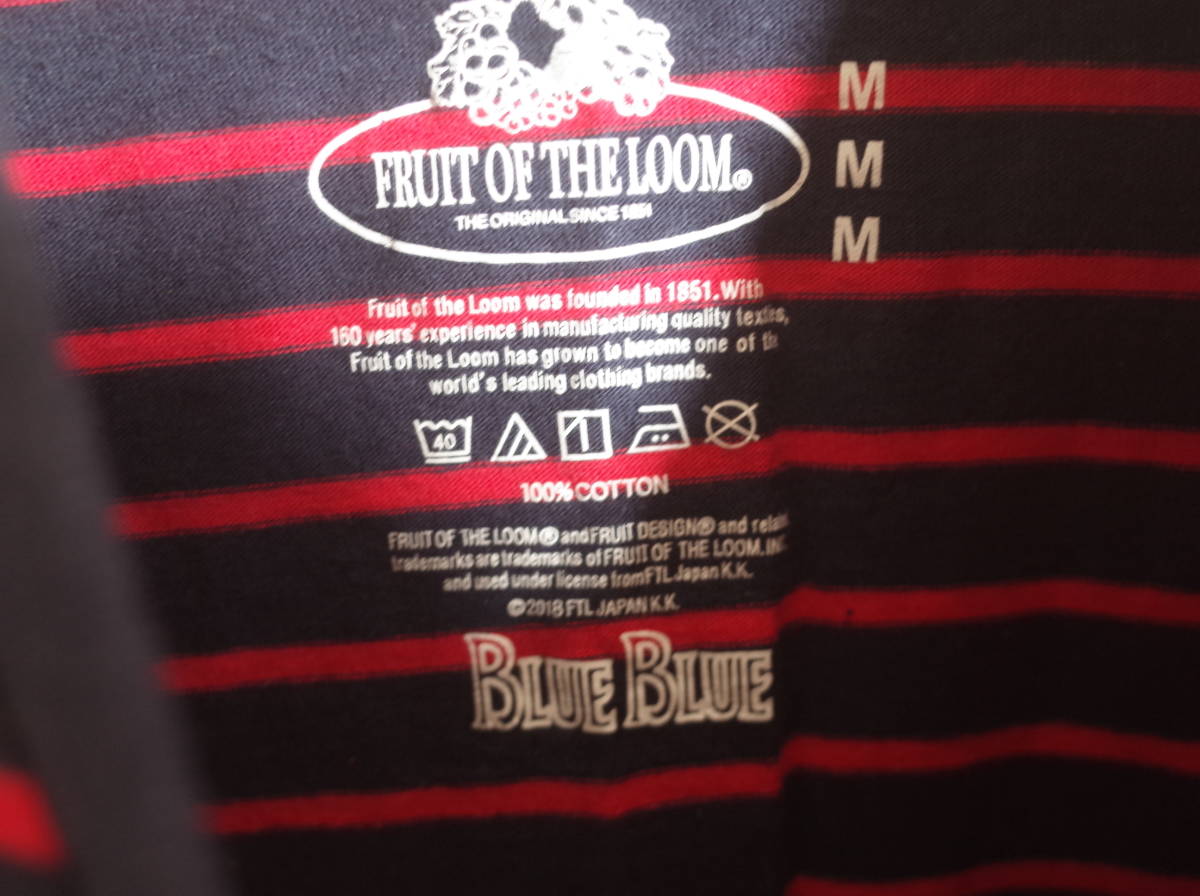 FRUIT OF THE LOOM®
THE ORIGINAL SINCE 1851
M
M
M
Fruit of the Loom was founded in 1851. With
160 years' experience in manufacturing quality textiles,
Fruit of the Loom has grown to become one of the
world's leading clothing brands.
40
100% COTTON
FRUIT OF THE LOOM® and FRUIT DESIGN® and related
trademarks are trademarks of FRUIT OF THE LOOM. INC
and used under license from FTL Japan K.K.
©2018 FTL JAPAN K.K.
BLUE BLUE